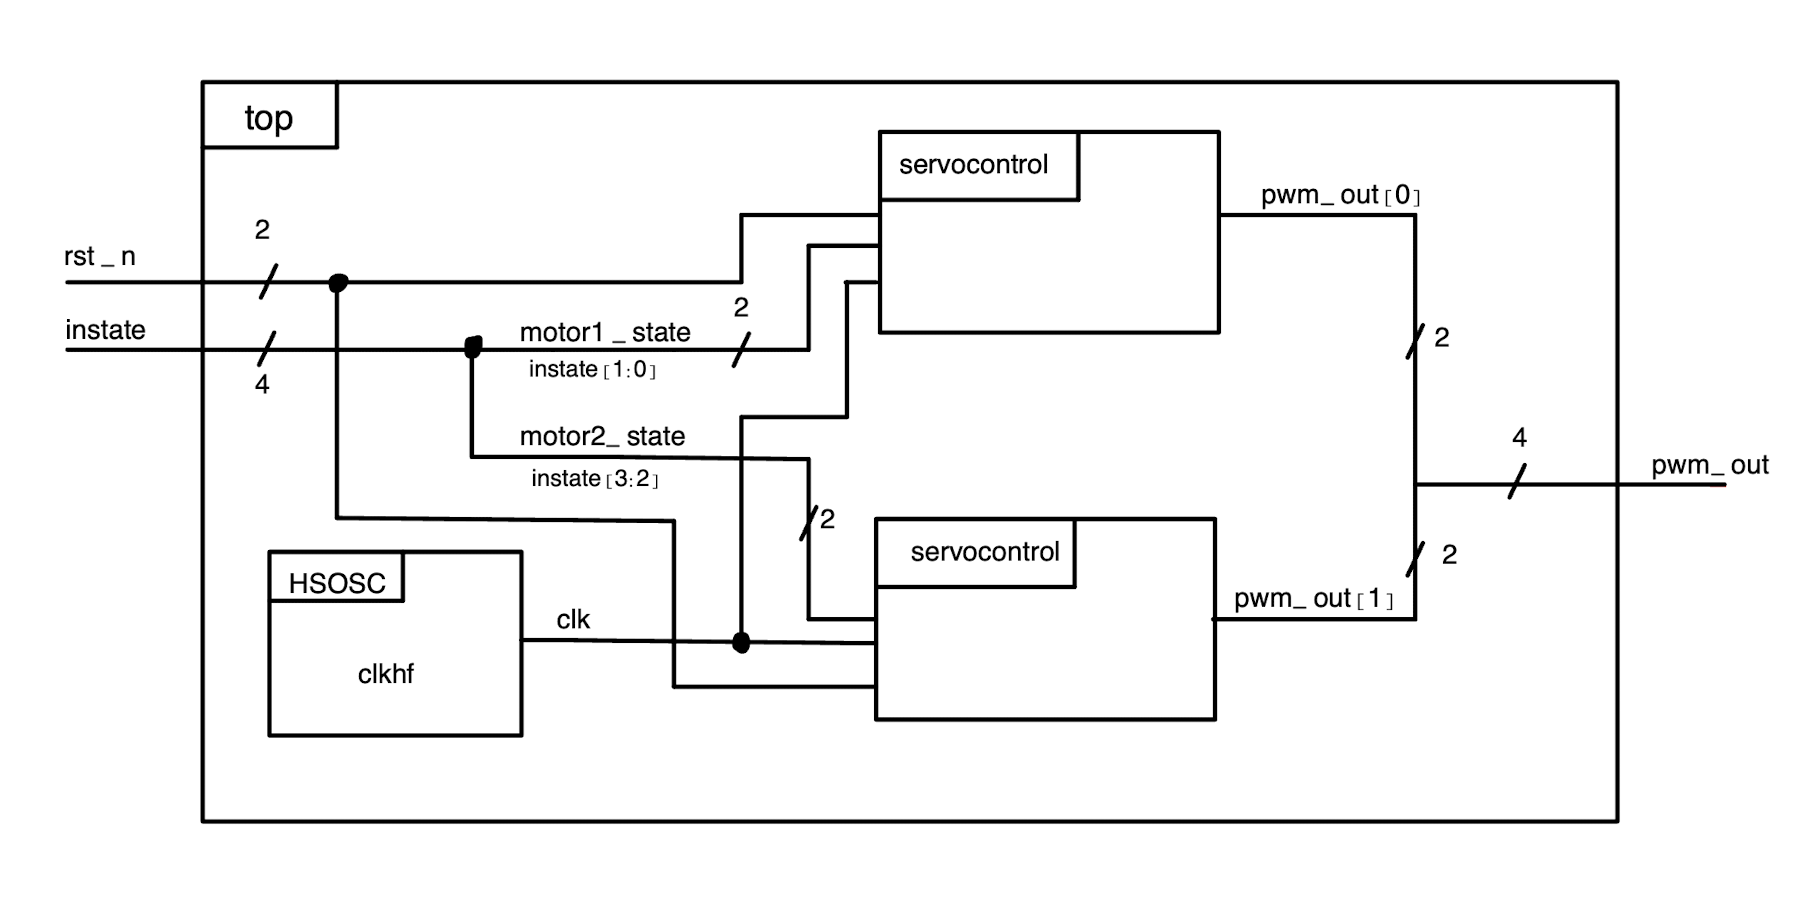 top
servocontrol
pwm_ out[0]
2
rst _ n
2
instate
motor1 _ state
2
4
instate[1:0]
motor2_ state
4
pwm_ out
instate[3:2]
2
servocontrol
2
HSOSC
clk
pwm_ out[1]
clkhf